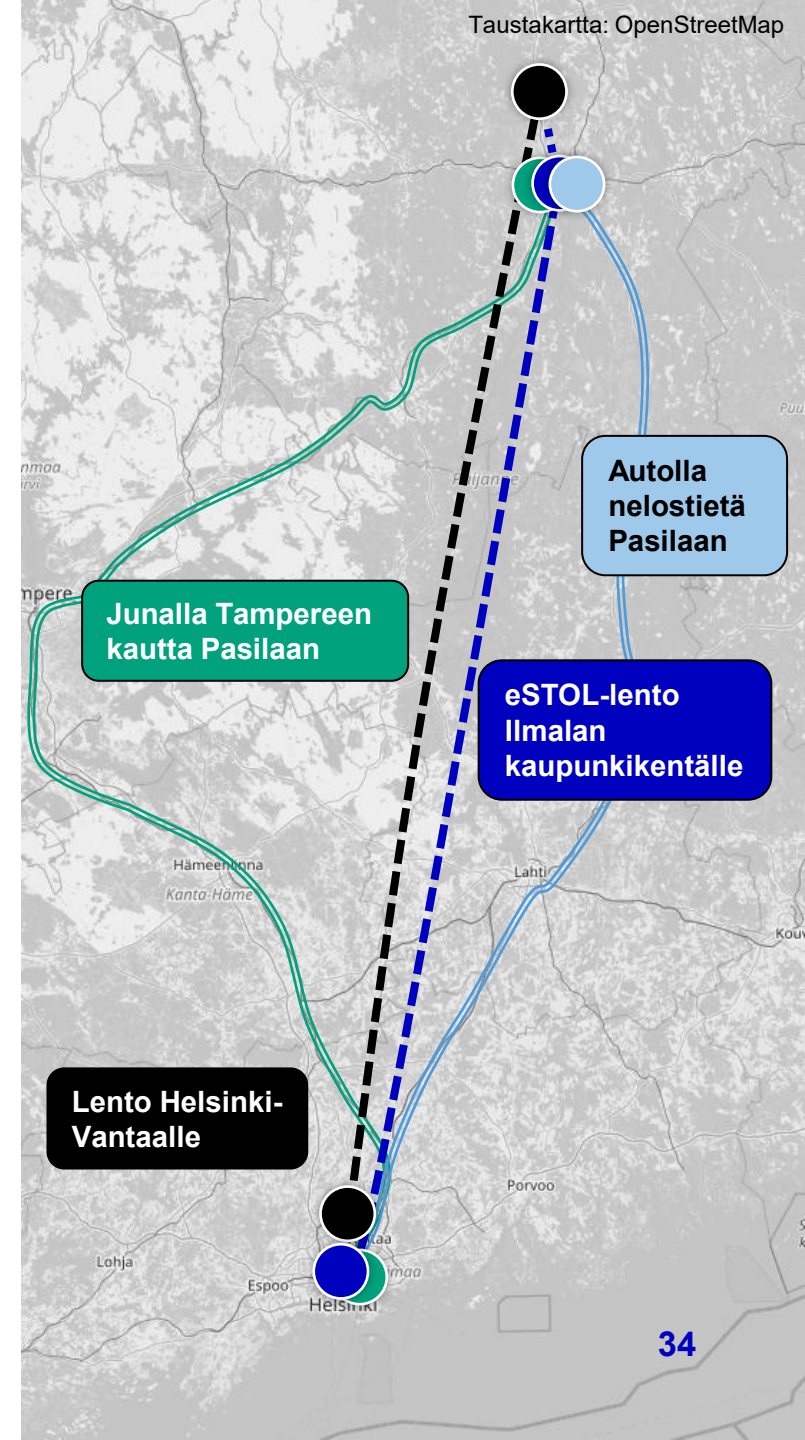 Taustakartta: OpenStreetMap
Päijänne
Autolla
nelostietä
Pasilaan
Junalla Tampereen
kautta Pasilaan
eSTOL-lento
Ilmalan
kaupunkikentälle
Hämeenlinna
Kanta-Häme
Lahti
Lento Helsinki-
Vantaalle
Porvoo
Lohja
Espoo
Helsinki
34